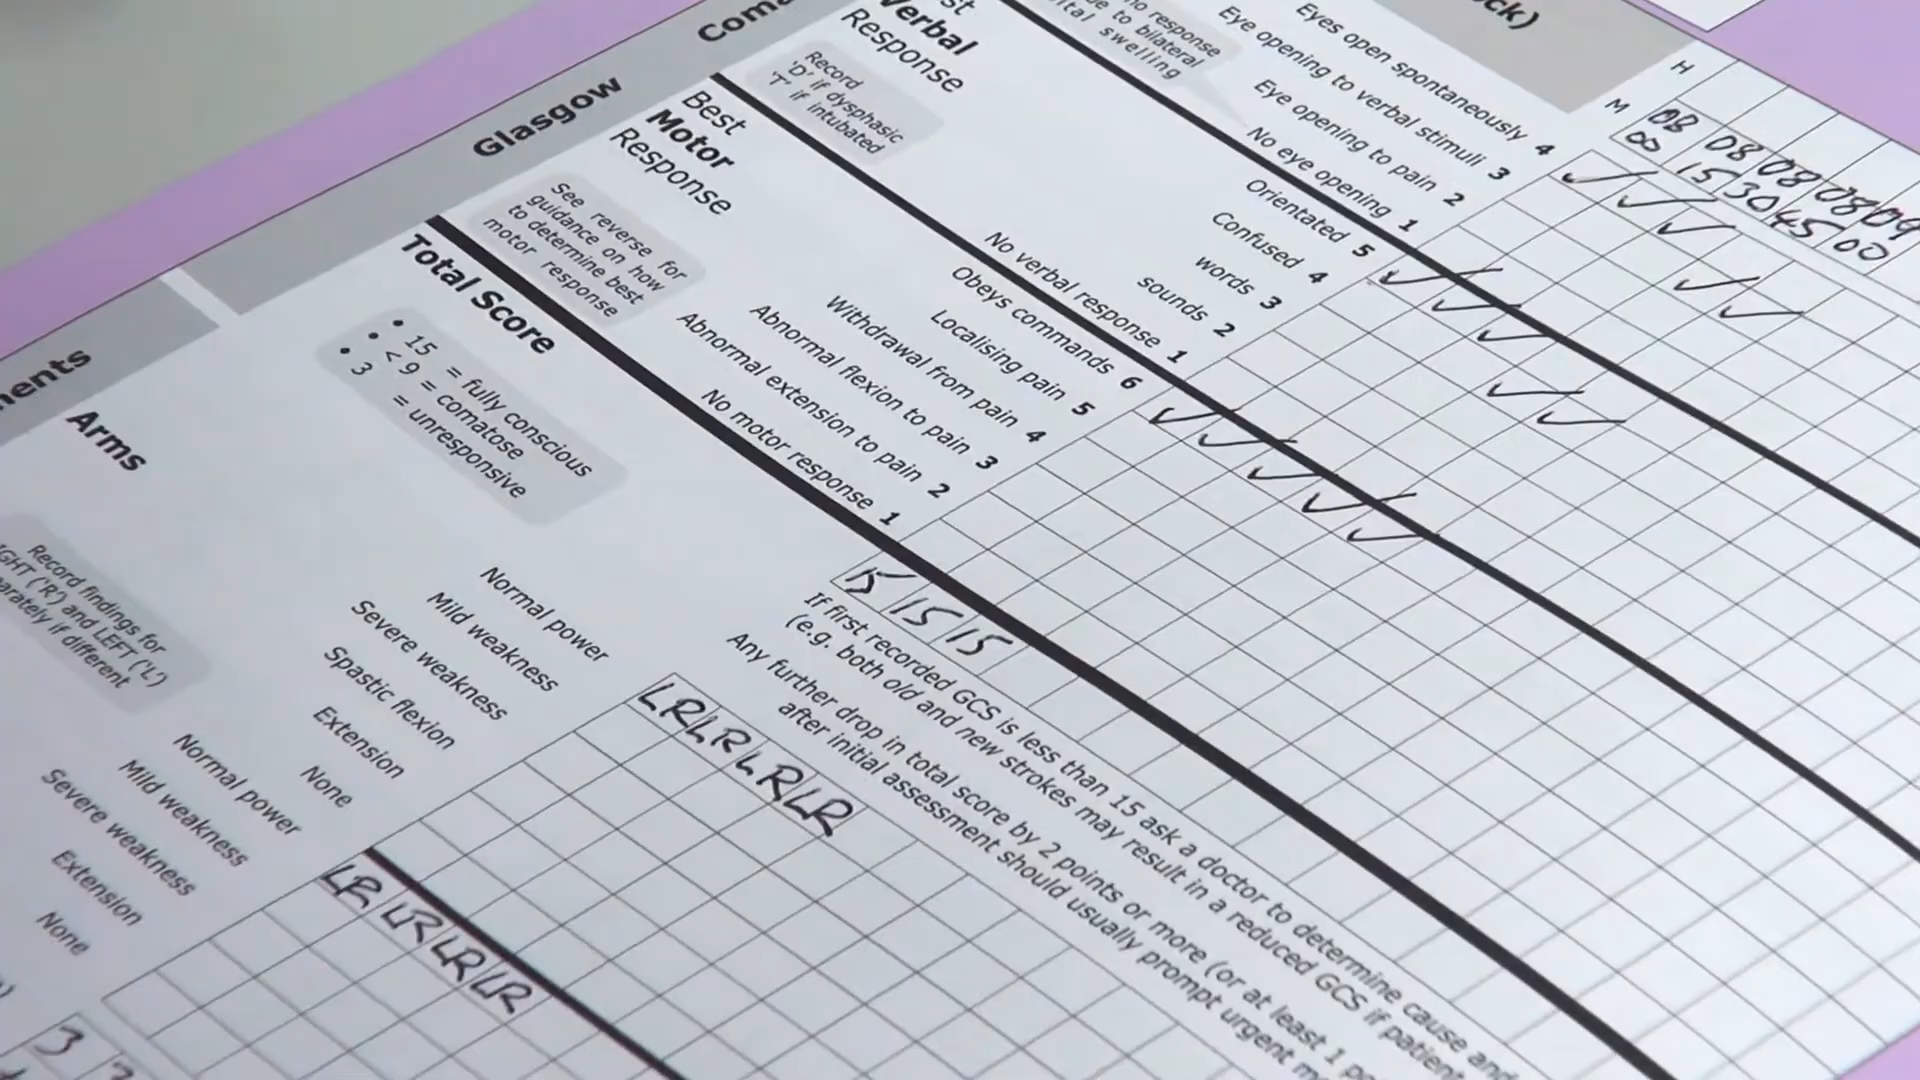 ock)
H
M
08 08 08 08 09
00 15 30 45 00
Glasgow
Coma
no response
to bilateral
swelling
Eyes open spontaneously 4
Eye opening to verbal stimuli 3
Eye opening to pain 2
No eye opening 1
Verbal
Response
Record
'D' if dysphasic
'T' if intubated
Orientated 5
Confused 4
words 3
sounds 2
No verbal response 1
Best
Motor
Response
See reverse for
guidance on how
to determine best
motor response
Obeys commands 6
Localising pain 5
Withdrawal from pain 4
Abnormal flexion to pain 3
Abnormal extension to pain 2
No motor response 1
Total Score
• 15 = fully conscious
• < 9 = comatose
• 3 = unresponsive
15 15 15
If first recorded GCS is less than 15 ask a doctor to determine cause and
(e.g. both old and new strokes may result in a reduced GCS if patient
Any further drop in total score by 2 points or more (or at least 1
after initial assessment should usually prompt urgent
ments
Arms
Record findings for
RIGHT ('R') and LEFT ('L')
separately if different
Normal power
Mild weakness
Severe weakness
Spastic flexion
Extension
None
LR LR LR LR
Normal power
Mild weakness
Severe weakness
Extension
None
LR LR LR LR
3